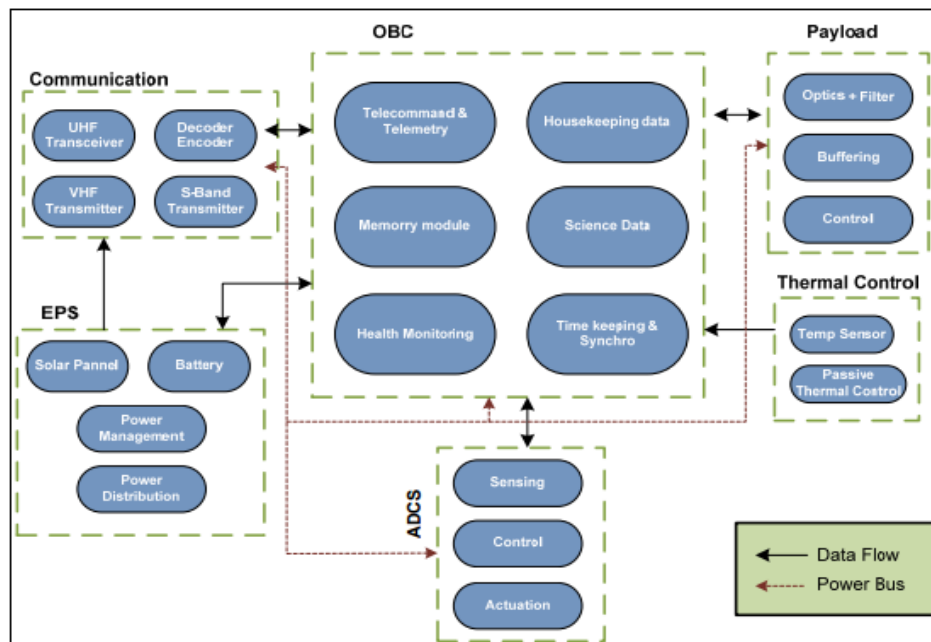 OBC
Payload
Communication
UHF
Transceiver
Decoder
Encoder
VHF
Transmitter
S-Band
Transmitter
Telecommand &
Telemetry
Housekeeping data
Memorry module
Science Data
Health Monitoring
Time keeping &
Synchro
Optics + Filter
Buffering
Control
Thermal Control
Temp Sensor
Passive
Thermal Control
EPS
Solar Pannel
Battery
Power
Management
Power
Distribution
ADCS
Sensing
Control
Actuation
Data Flow
Power Bus